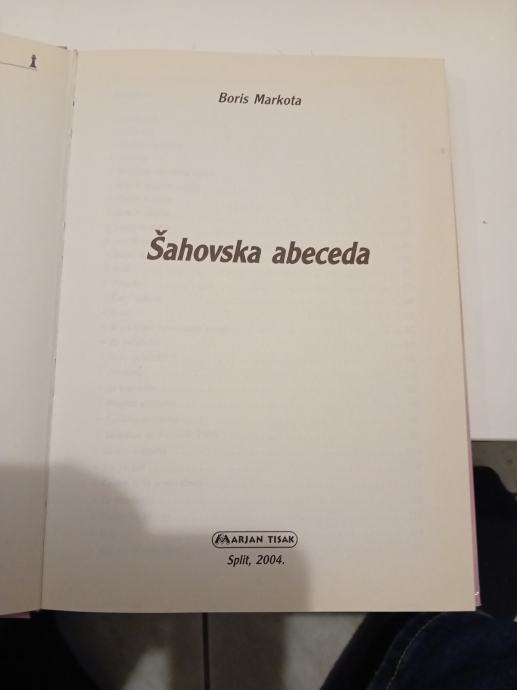 Boris Markota
Šahovska abeceda
MARJAN TISAK
Split, 2004.